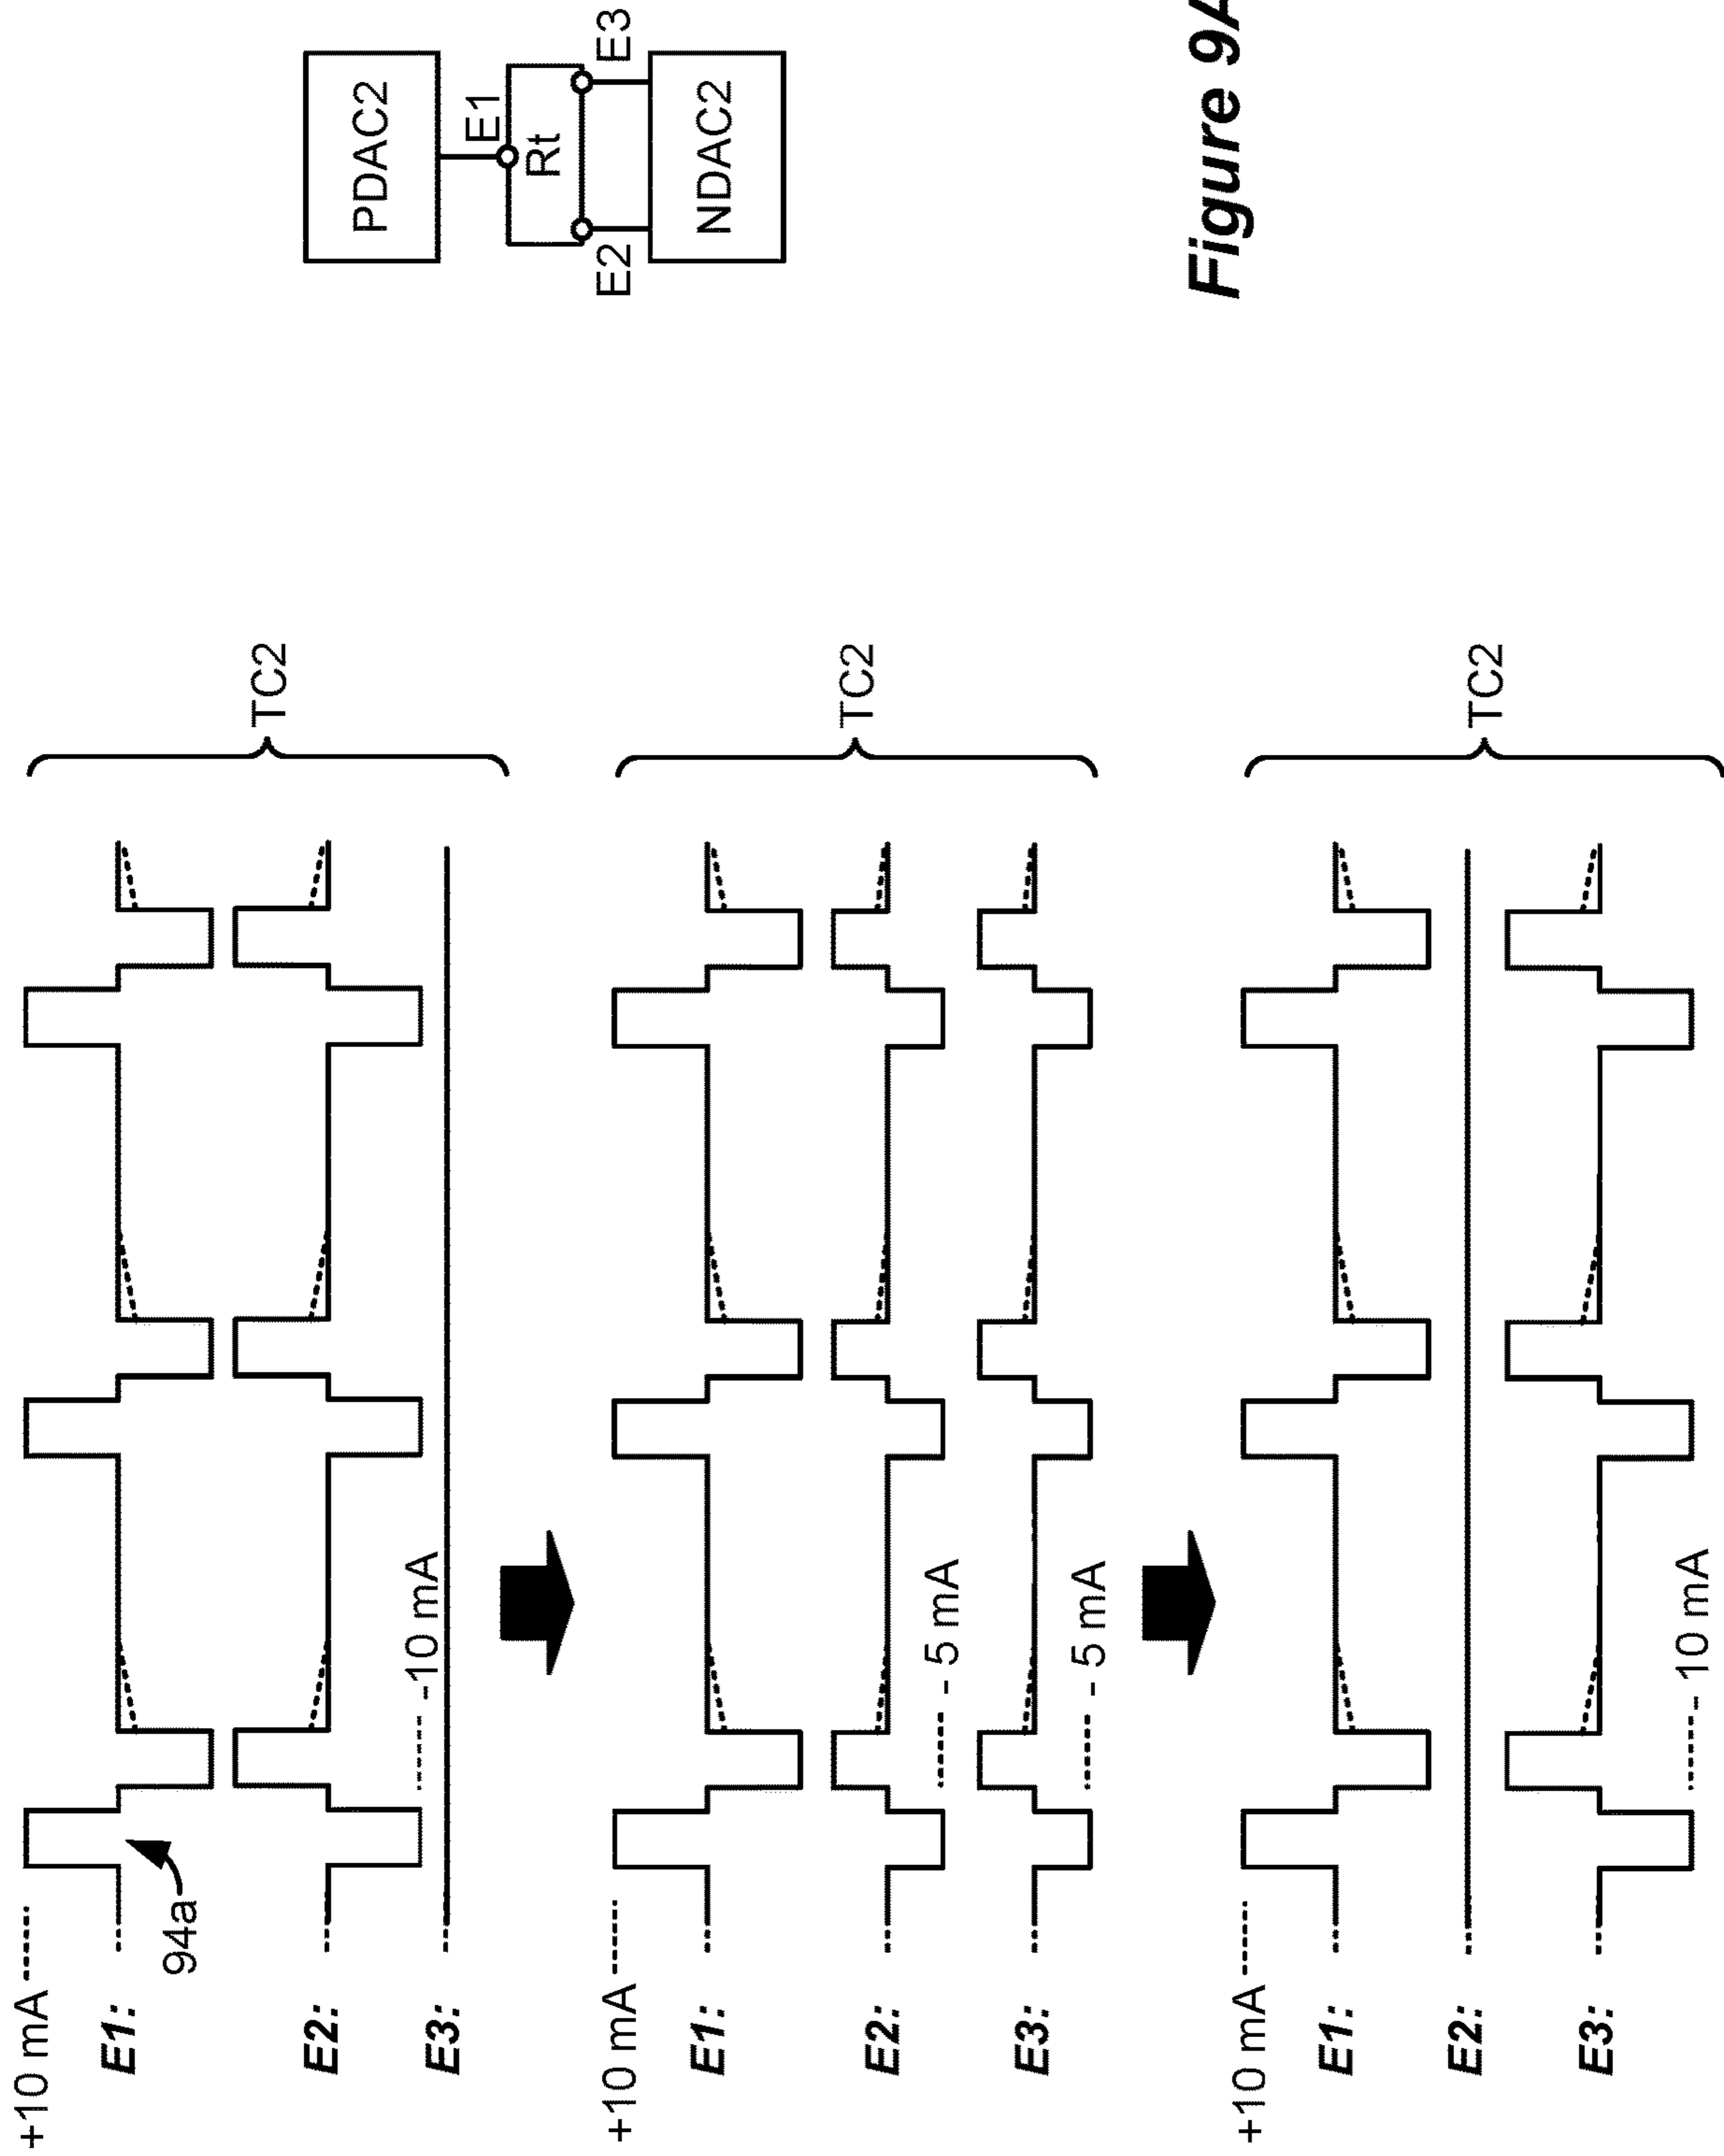 +10 mA
E1:
94a
E2:
-10 mA
E3:
TC2
+10 mA
E1:
E2:
- 5 mA
E3:
- 5 mA
TC2
+10 mA
E1:
E2:
E3:
- 10 mA
TC2
PDAC2
E1
Rt
E2
E3
NDAC2
Figure 9A